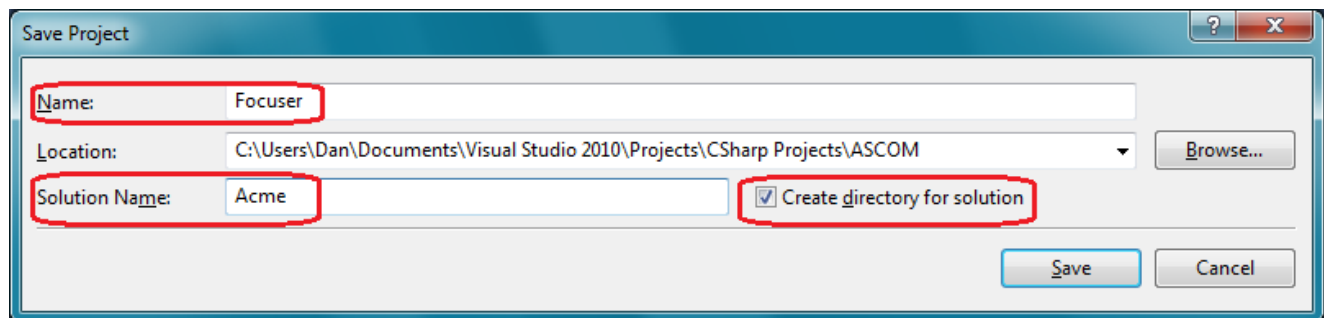 Save Project
Name: Focuser
Location: C:\Users\Dan\Documents\Visual Studio 2010\Projects\CSharp Projects\ASCOM Browse...
Solution Name: Acme Create directory for solution
Save Cancel